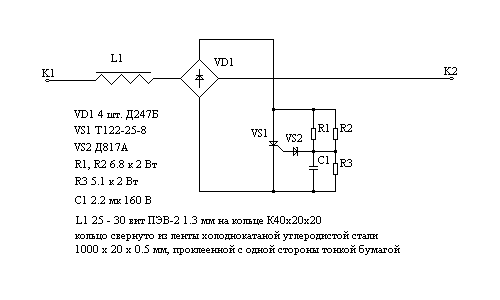 L1
K1
VD1
K2
VD1 4 шт. Д247Б
VS1 Т122-25-8
VS2 Д817А
R1, R2 6.8 к 2 Вт
R3 5.1 к 2 Вт
C1 2.2 мк 160 В
VS1
VS2
R1
R2
C1
R3
L1 25 - 30 вит ПЭВ-2 1.3 мм на кольце К40x20x20
кольцо свернуто из ленты холоднокатаной углеродистой стали
1000 x 20 x 0.5 мм, проклеенной с одной стороны тонкой бумагой